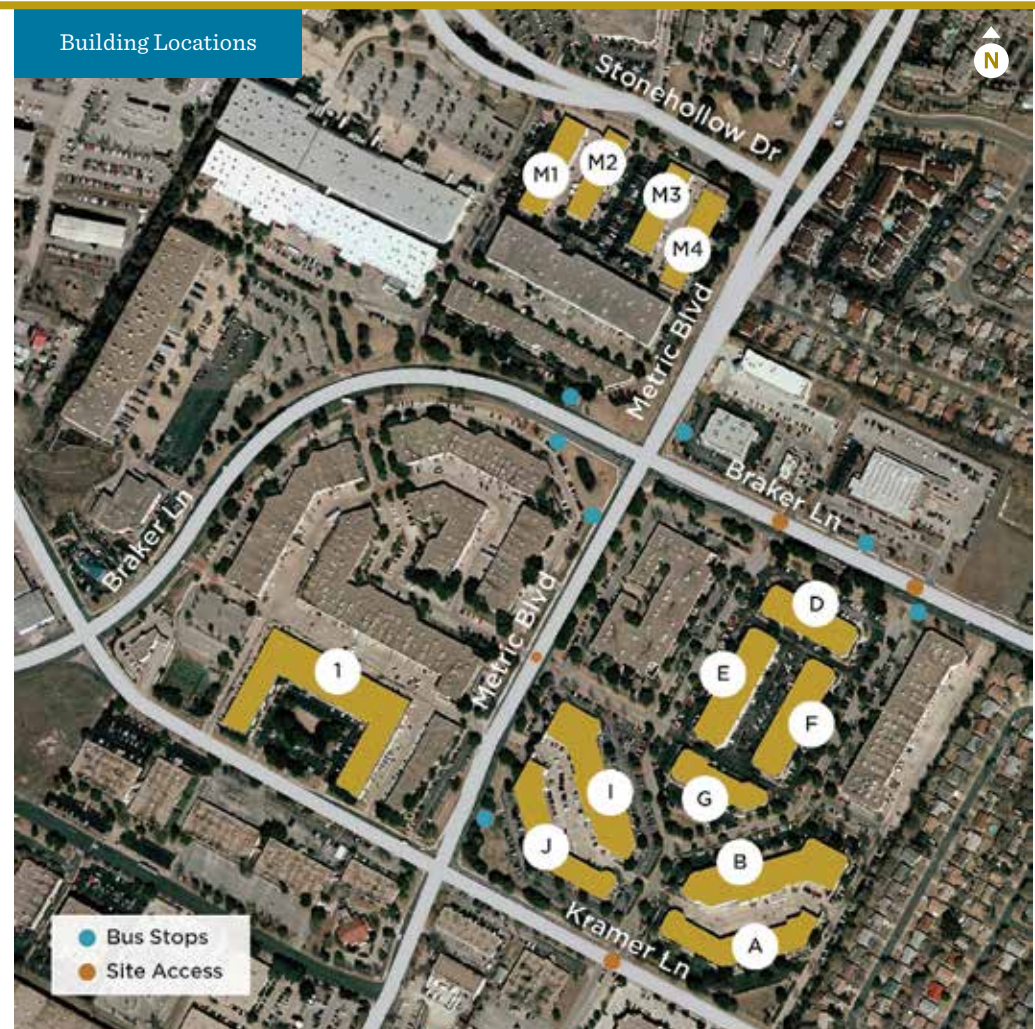 Building Locations
N
Stonehollow Dr
M1
M2
M3
M4
Metric Blvd
Braker Ln
Braker Ln
Metric Blvd
D
1
E
F
I
G
J
B
A
Kramer Ln
Bus Stops
Site Access